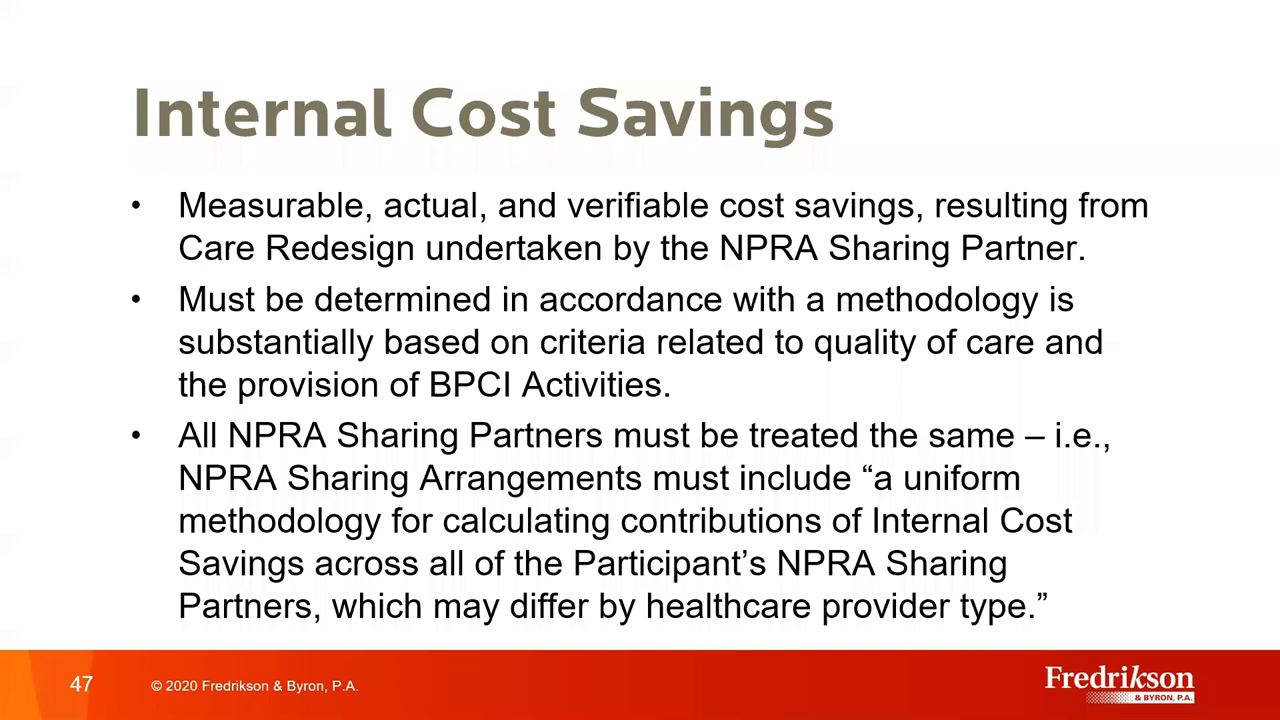 Internal Cost Savings
• Measurable, actual, and verifiable cost savings, resulting from
Care Redesign undertaken by the NPRA Sharing Partner.
• Must be determined in accordance with a methodology is
substantially based on criteria related to quality of care and
the provision of BPCI Activities.
• All NPRA Sharing Partners must be treated the same – i.e.,
NPRA Sharing Arrangements must include “a uniform
methodology for calculating contributions of Internal Cost
Savings across all of the Participant’s NPRA Sharing
Partners, which may differ by healthcare provider type.”
47
© 2020 Fredrikson & Byron, P.A.
Fredrikson
& BYRON, P.A.